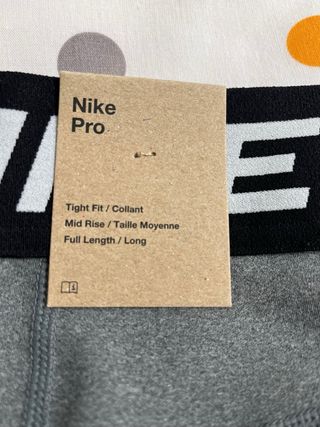 Nike
Pro
Tight Fit / Collant
Mid Rise / Taille Moyenne
Full Length / Long